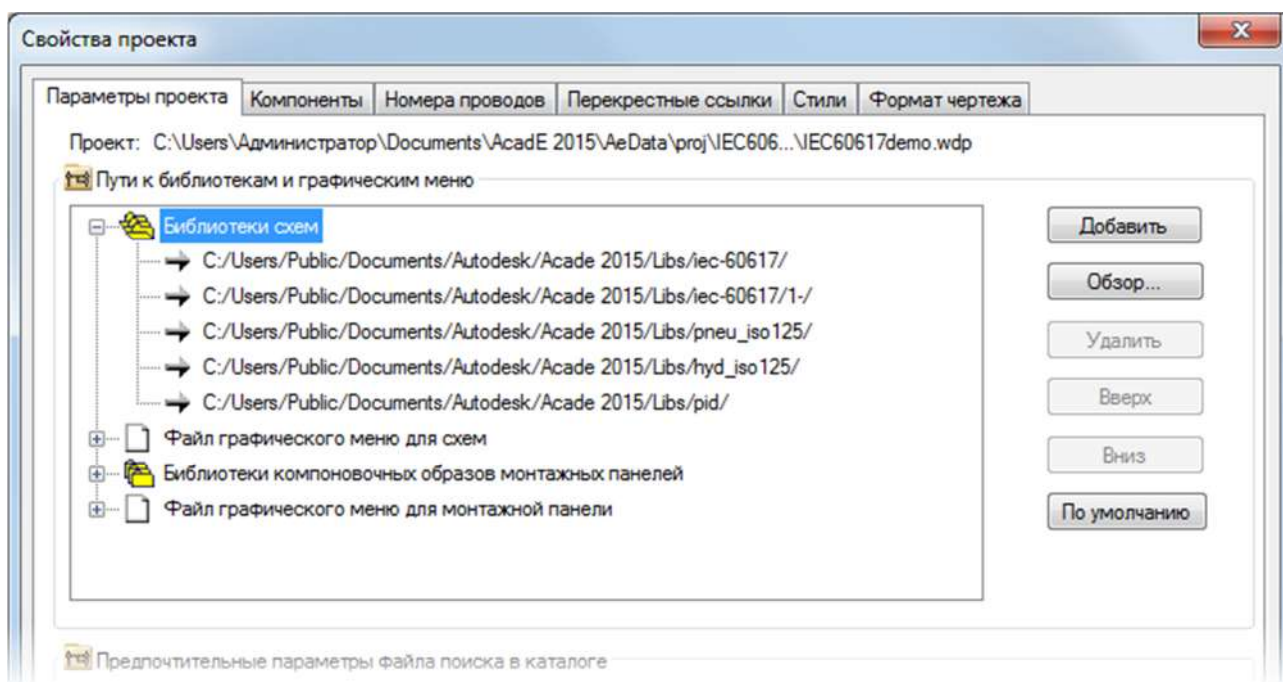 Свойства проекта
Параметры проекта Компоненты Номера проводов Перекрестные ссылки Стили Формат чертежа
Проект: C:\Users\Администратор\Documents\AcadE 2015\AeData\proj\IEC606...\IEC60617demo.wdp
Пути к библиотекам и графическим меню
Библиотеки схем
C:/Users/Public/Documents/Autodesk/Acade 2015/Libs/iec-60617/
C:/Users/Public/Documents/Autodesk/Acade 2015/Libs/iec-60617/1-/
C:/Users/Public/Documents/Autodesk/Acade 2015/Libs/pneu_iso125/
C:/Users/Public/Documents/Autodesk/Acade 2015/Libs/hyd_iso125/
C:/Users/Public/Documents/Autodesk/Acade 2015/Libs/pid/
Файл графического меню для схем
Библиотеки компоновочных образов монтажных панелей
Файл графического меню для монтажной панели
Добавить
Обзор...
Удалить
Вверх
Вниз
По умолчанию
Предпочтительные параметры файла поиска в каталоге